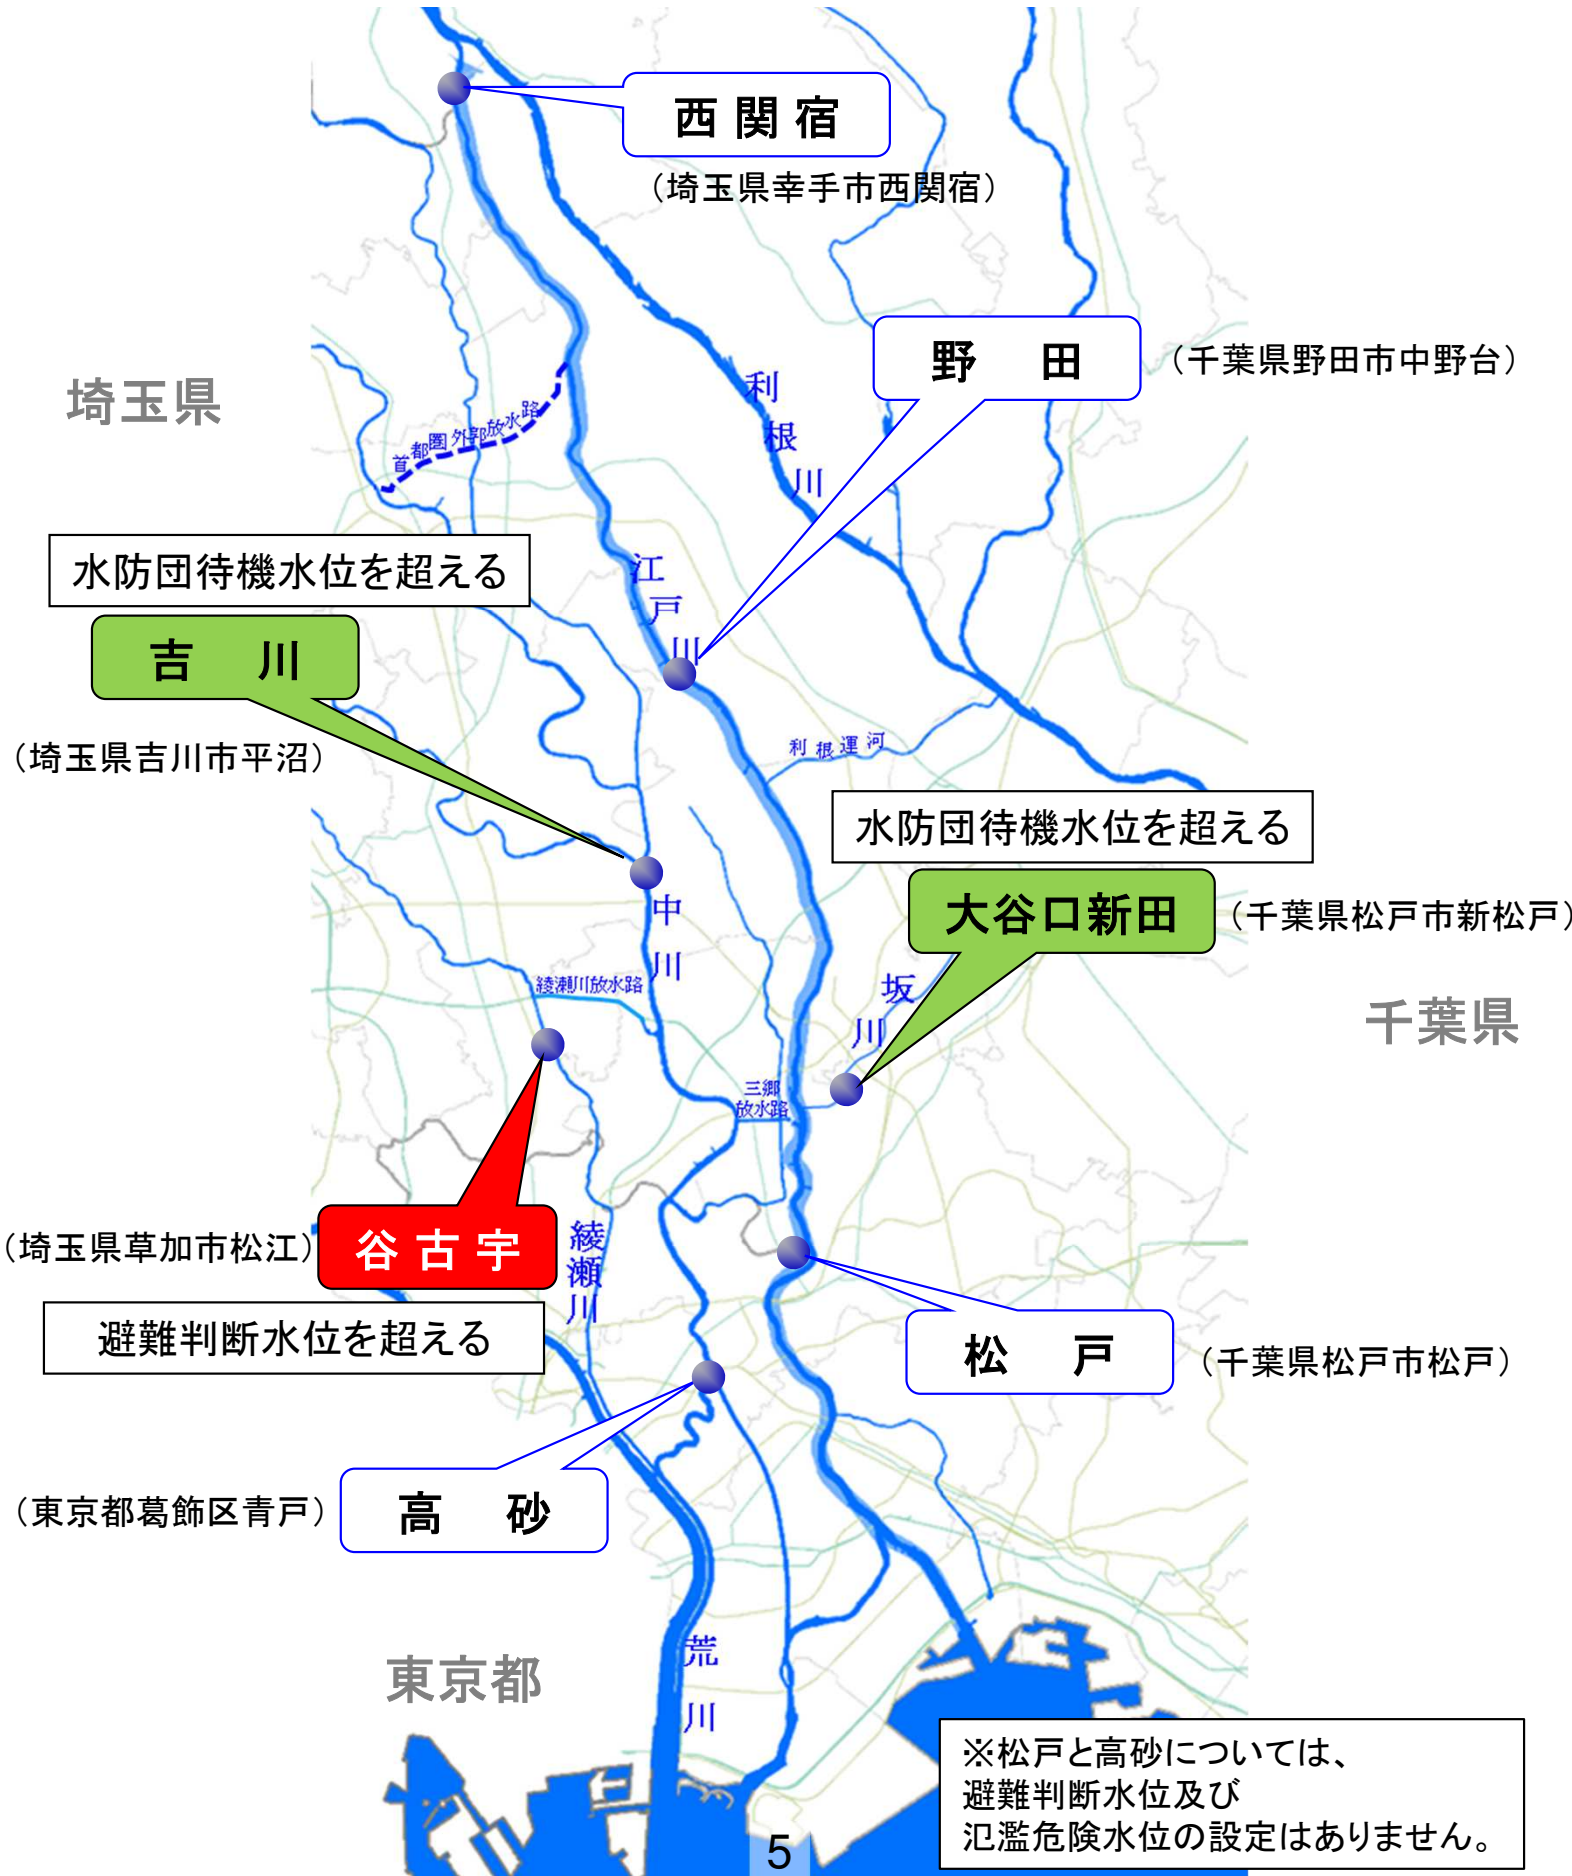 西関宿
（埼玉県幸手市西関宿）
野　田
（千葉県野田市中野台）
利根川
埼玉県
首都圏外郭放水路
水防団待機水位を超える
江戸川
吉　川
（埼玉県吉川市平沼）
利根運河
水防団待機水位を超える
大谷口新田
（千葉県松戸市新松戸）
中川
綾瀬川放水路
坂川
千葉県
三郷
放水路
（埼玉県草加市松江）
谷古宇
綾瀬川
避難判断水位を超える
松　戸
（千葉県松戸市松戸）
（東京都葛飾区青戸）
高　砂
東京都
荒川
※松戸と高砂については、
避難判断水位及び
氾濫危険水位の設定はありません。
5